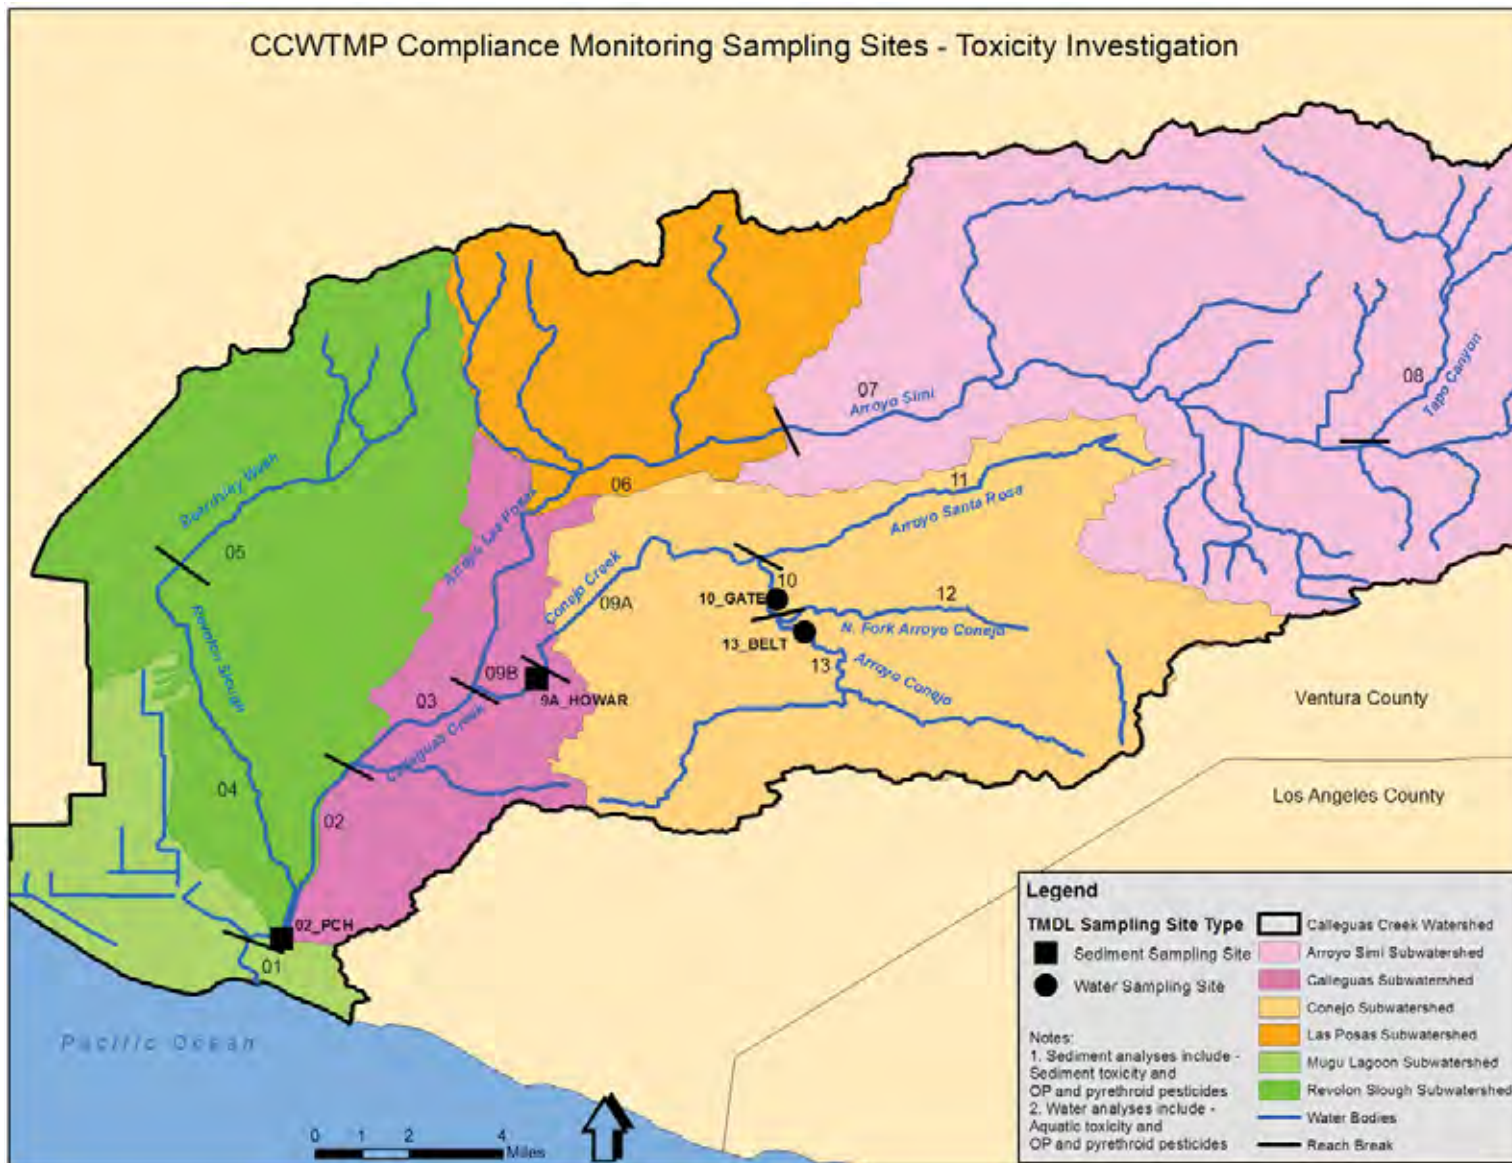 CCWTMP Compliance Monitoring Sampling Sites - Toxicity Investigation
07
Arroyo Simi
08
Tapo Canyon
06
11
Arroyo Santa Rosa
Beardsley Wash
05
Arroyo Las Posas
Conejo Creek
09A
10
10_GATE
12
N. Fork Arroyo Conejo
13_BELT
13
Arroyo Conejo
Revolon Slough
09B
9A_HOWAR
03
Calleguas Creek
04
02
02_PCH
01
Ventura County
Los Angeles County
Pacific Ocean
0 1 2 4
Miles
Legend
TMDL Sampling Site Type
Sediment Sampling Site
Water Sampling Site
Notes:
1. Sediment analyses include -
Sediment toxicity and
OP and pyrethroid pesticides
2. Water analyses include -
Aquatic toxicity and
OP and pyrethroid pesticides
Calleguas Creek Watershed
Arroyo Simi Subwatershed
Calleguas Subwatershed
Conejo Subwatershed
Las Posas Subwatershed
Mugu Lagoon Subwatershed
Revolon Slough Subwatershed
Water Bodies
Reach Break